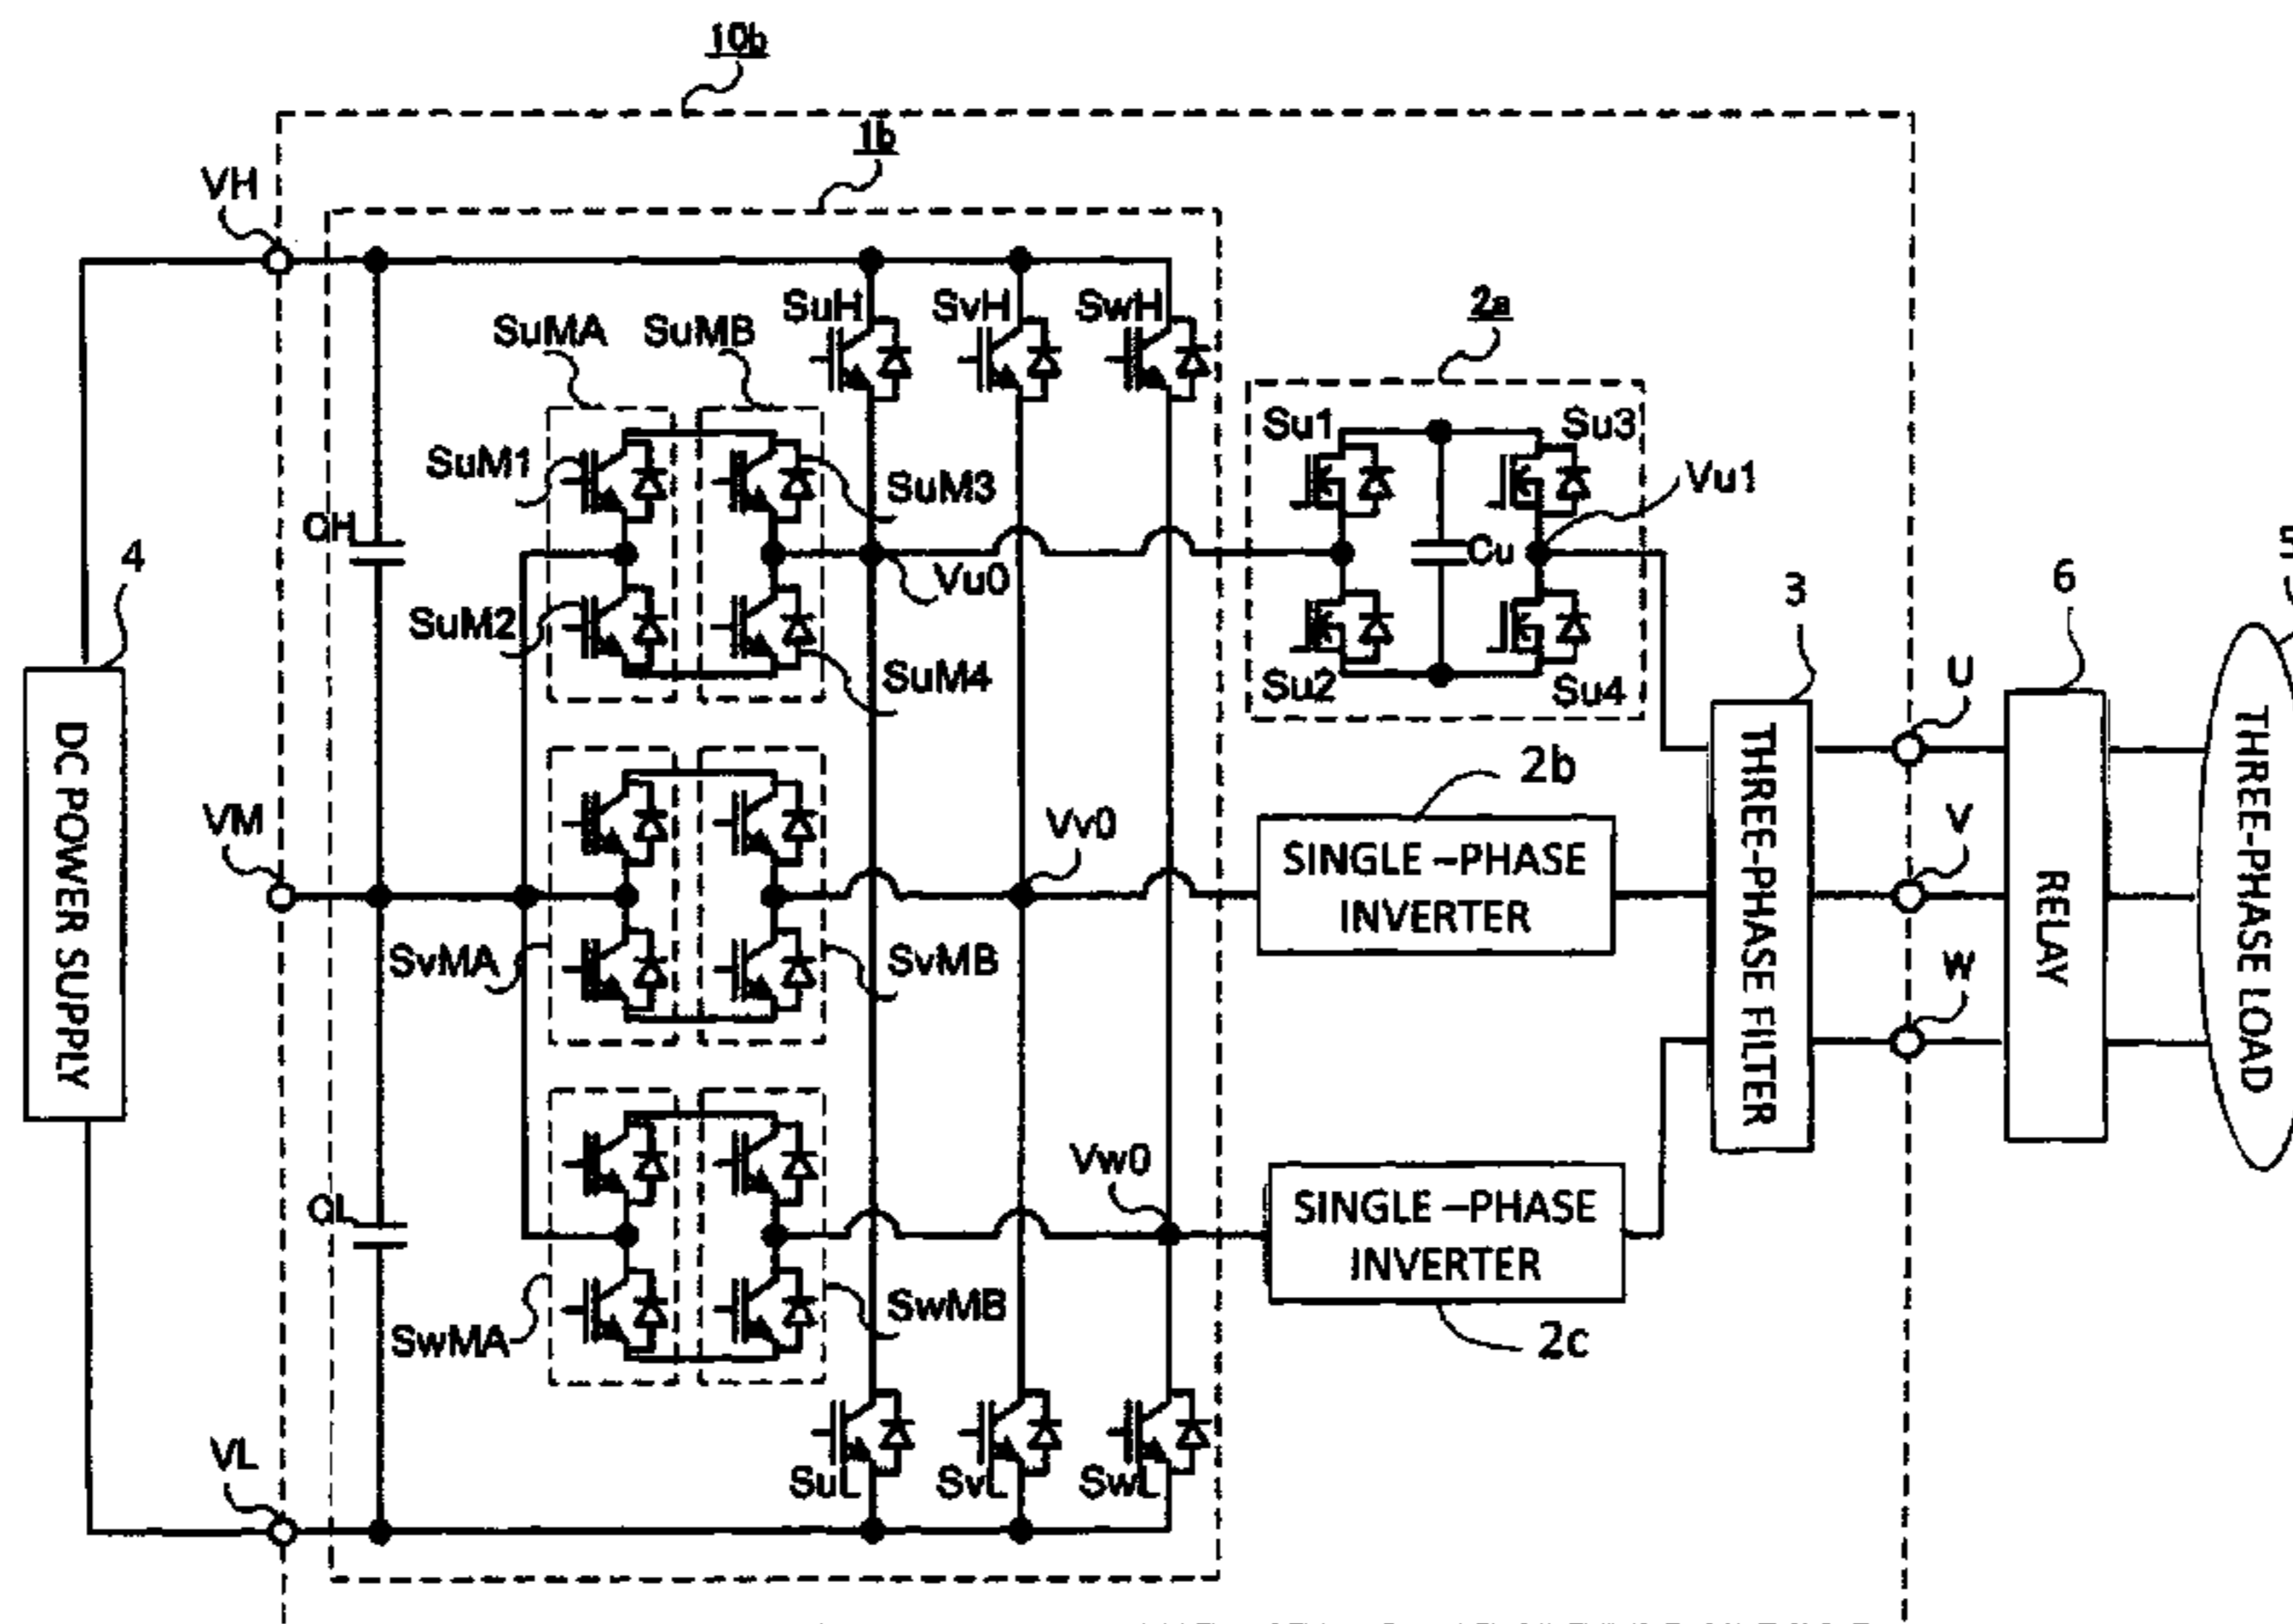 10b
1b
VH
SuH
SvH
SwH
2a
SuMA
SuMB
Su1
Su3
SuM1
SuM3
Vu1
CH
Cu
4
Vu0
SuM2
3
6
5
SuM4
Su2
Su4
U
DC POWER SUPPLY
THREE-PHASE FILTER
RELAY
THREE-PHASE LOAD
2b
VM
Vv0
V
SINGLE –PHASE
INVERTER
SvMA
SvMB
W
Vw0
CL
SINGLE –PHASE
INVERTER
SwMA
SwMB
2c
VL
SuL
SvL
SwL